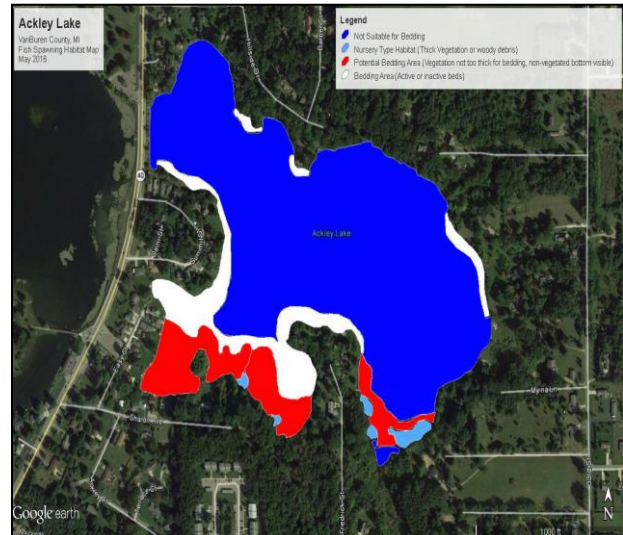 Ackley Lake
VanBuren County, MI
Fish Spawning Habitat Map
May 2016
Legend
Not Suitable for Bedding
Nursery Type Habitat (Thick Vegetation or woody debris)
Potential Bedding Area (Vegetation not too thick for bedding, non-vegetated bottom visible)
Bedding Area (Active or inactive beds)
40
Ackley Lake
Google earth
N
1000 ft